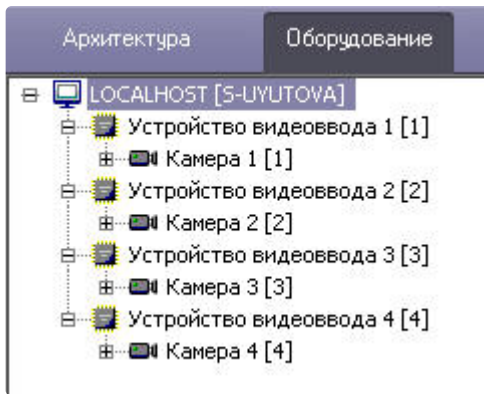 Архитектура
Оборудование
LOCALHOST [S-UYUTOVA]
Устройство видеоввода 1 [1]
Камера 1 [1]
Устройство видеоввода 2 [2]
Камера 2 [2]
Устройство видеоввода 3 [3]
Камера 3 [3]
Устройство видеоввода 4 [4]
Камера 4 [4]